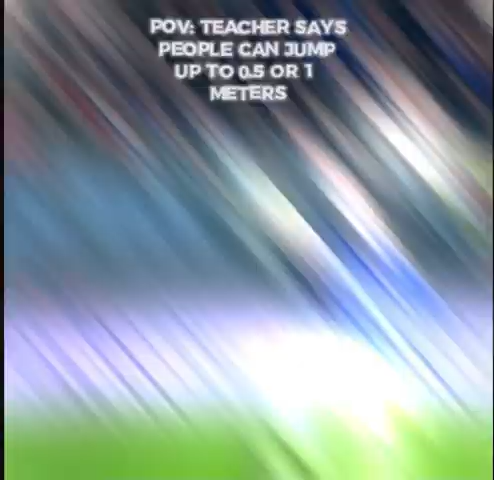 POV: TEACHER SAYS
PEOPLE CAN JUMP
UP TO 0.5 OR 1
METERS